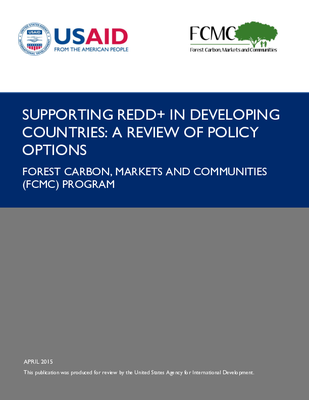 USAID
FROM THE AMERICAN PEOPLE
FCMC
Forest Carbon, Markets and Communities
SUPPORTING REDD+ IN DEVELOPING
COUNTRIES: A REVIEW OF POLICY
OPTIONS
FOREST CARBON, MARKETS AND COMMUNITIES
(FCMC) PROGRAM
APRIL 2015
This publication was produced for review by the United States Agency for International Development.